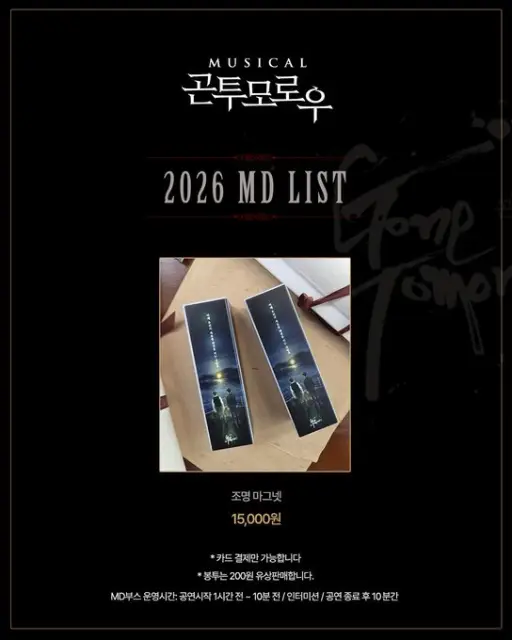 MUSICAL
곤투모로우
2026 MD LIST
Gone
Tomor
조명 마그넷
15,000원
* 카드 결제만 가능합니다
* 봉투는 200원 유상판매합니다.
MD부스 운영시간: 공연시작 1시간 전 ~ 10분 전 / 인터미션 / 공연 종료 후 10분간